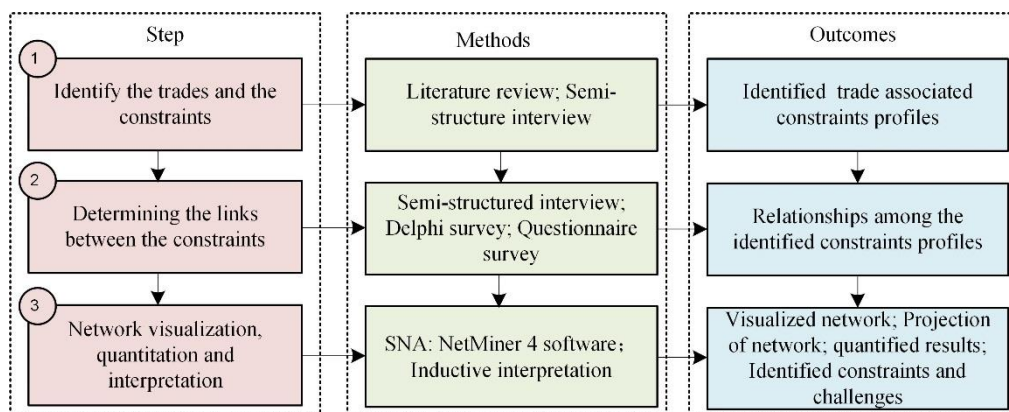 Step
Methods
Outcomes
1
Identify the trades and the
constraints
Literature review; Semi-
structure interview
Identified trade associated
constraints profiles
2
Determining the links
between the constraints
Semi-structured interview;
Delphi survey; Questionnaire
survey
Relationships among the
identified constraints profiles
3
Network visualization,
quantitation and
interpretation
SNA: NetMiner 4 software；
Inductive interpretation
Visualized network; Projection
of network; quantified results;
Identified constraints and
challenges